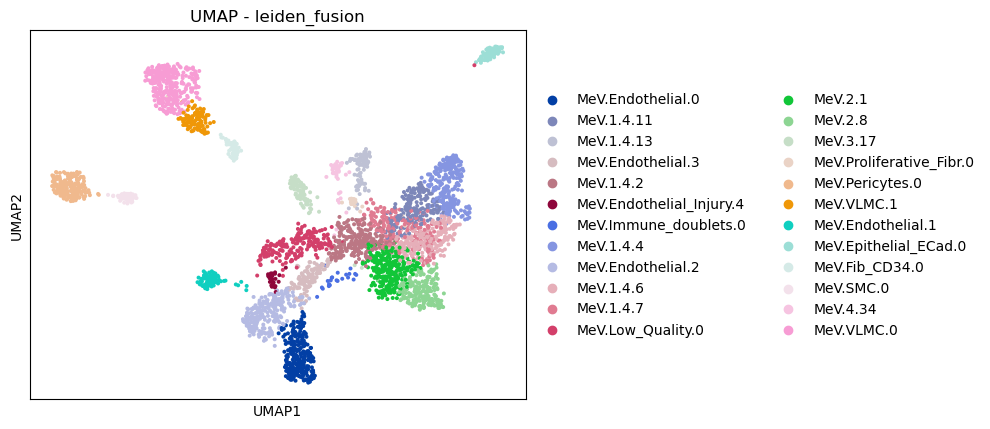 UMAP - leiden_fusion
UMAP2
UMAP1
MeV.Endothelial.0
MeV.1.4.11
MeV.1.4.13
MeV.Endothelial.3
MeV.1.4.2
MeV.Endothelial_Injury.4
MeV.Immune_doublets.0
MeV.1.4.4
MeV.Endothelial.2
MeV.1.4.6
MeV.1.4.7
MeV.Low_Quality.0
MeV.2.1
MeV.2.8
MeV.3.17
MeV.Proliferative_Fibr.0
MeV.Pericytes.0
MeV.VLMC.1
MeV.Endothelial.1
MeV.Epithelial_ECad.0
MeV.Fib_CD34.0
MeV.SMC.0
MeV.4.34
MeV.VLMC.0